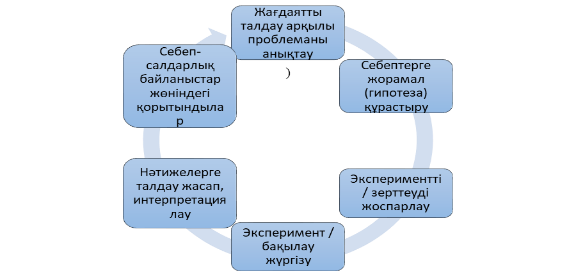 Жағдаятты
талдау арқылы
проблеманы
анықтау
)
Себептерге
жорамал
(гипотеза)
құрастыру
Экспериментті
/ зерттеуді
жоспарлау
Эксперимент /
бақылау
жүргізу
Нәтижелерге
талдау жасап,
интерпретация
лау
Себеп-
салдарлық
байланыстар
жөніндегі
қорытындыла
р